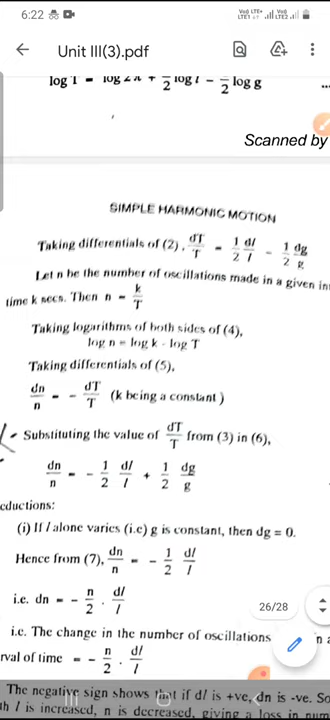 6:22
Unit III(3).pdf
log T = log 2 π + 1/2 log l - 1/2 log g
Scanned by
SIMPLE HARMONIC MOTION
Taking differentials of (2), dT/T = 1/2 dl/l - 1/2 dg/g
Let n be the number of oscillations made in a given in
time k secs. Then n = k/T
Taking logarithms of both sides of (4),
log n = log k - log T
Taking differentials of (5),
dn/n = - dT/T (k being a constant)
Substituting the value of dT/T from (3) in (6),
dn/n = - 1/2 dl/l + 1/2 dg/g
eductions:
(i) If l alone varies (i.e) g is constant, then dg = 0.
Hence from (7), dn/n = - 1/2 dl/l
i.e. dn = - n/2 . dl/l
26/28
i.e. The change in the number of oscillations
n a
rval of time = - n/2 . dl/l
The negative sign shows that if dl is +ve, dn is -ve. So
th l is increased, n is decreased, giving a loss in